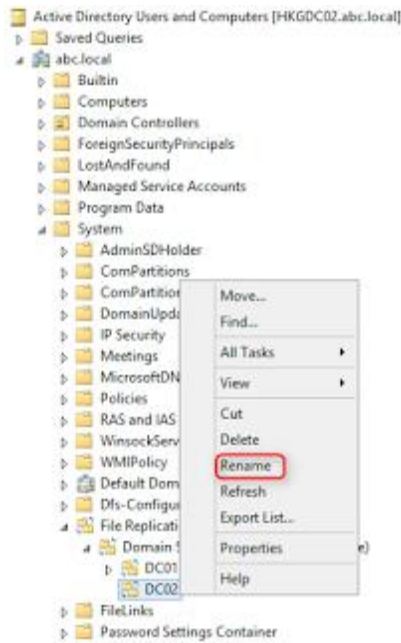 Active Directory Users and Computers [HKGDC02.abc.local]
Saved Queries
abc.local
Builtin
Computers
Domain Controllers
ForeignSecurityPrincipals
LostAndFound
Managed Service Accounts
Program Data
System
AdminSDHolder
ComPartitions
ComPartition
DomainUpda
IP Security
Meetings
MicrosoftDN
Policies
RAS and IAS
WinsockServ
WMIPolicy
Default Dom
Dfs-Configur
File Replicati
Domain S
e)
DC01
DC02
FileLinks
Password Settings Container
Move...
Find...
All Tasks
View
Cut
Delete
Rename
Refresh
Export List...
Properties
Help